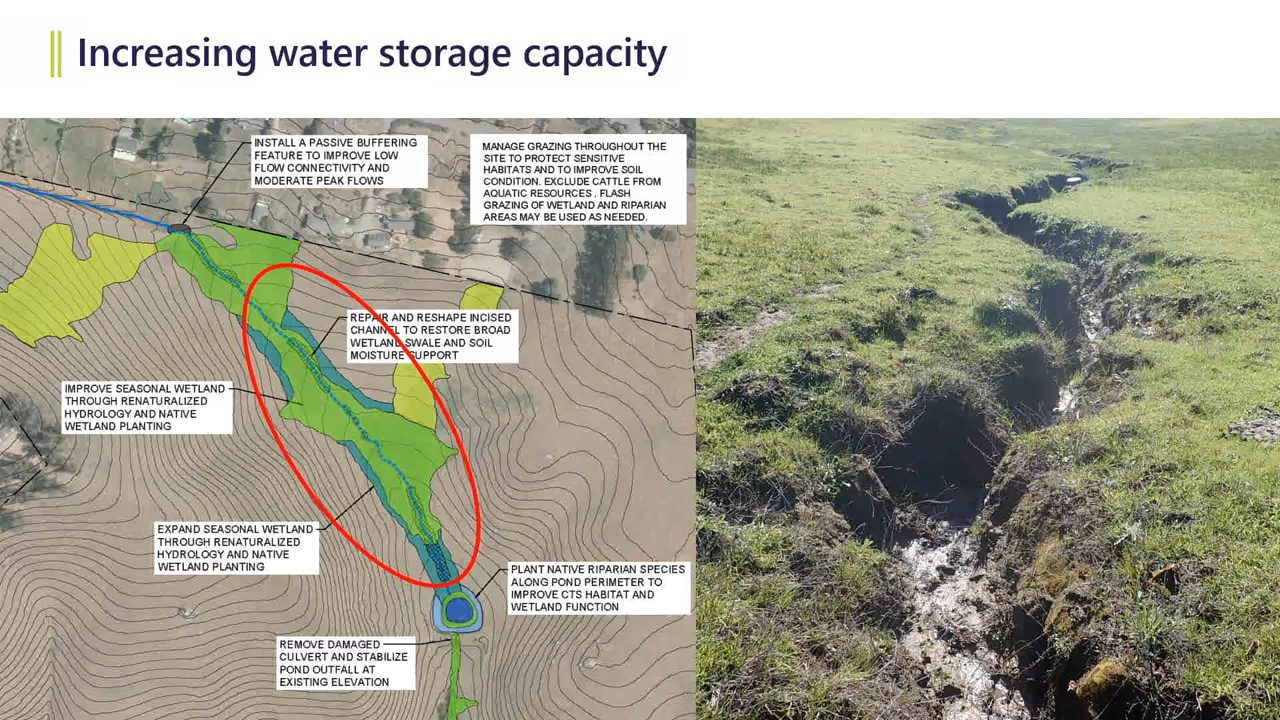 Increasing water storage capacity
INSTALL A PASSIVE BUFFERING
FEATURE TO IMPROVE LOW
FLOW CONNECTIVITY AND
MODERATE PEAK FLOWS
MANAGE GRAZING THROUGHOUT THE
SITE TO PROTECT SENSITIVE
HABITATS AND TO IMPROVE SOIL
CONDITION. EXCLUDE CATTLE FROM
AQUATIC RESOURCES . FLASH
GRAZING OF WETLAND AND RIPARIAN
AREAS MAY BE USED AS NEEDED.
REPAIR AND RESHAPE INCISED
CHANNEL TO RESTORE BROAD
WETLAND SWALE AND SOIL
MOISTURE SUPPORT
IMPROVE SEASONAL WETLAND
THROUGH RENATURALIZED
HYDROLOGY AND NATIVE
WETLAND PLANTING
EXPAND SEASONAL WETLAND
THROUGH RENATURALIZED
HYDROLOGY AND NATIVE
WETLAND PLANTING
PLANT NATIVE RIPARIAN SPECIES
ALONG POND PERIMETER TO
IMPROVE CTS HABITAT AND
WETLAND FUNCTION
REMOVE DAMAGED
CULVERT AND STABILIZE
POND OUTFALL AT
EXISTING ELEVATION